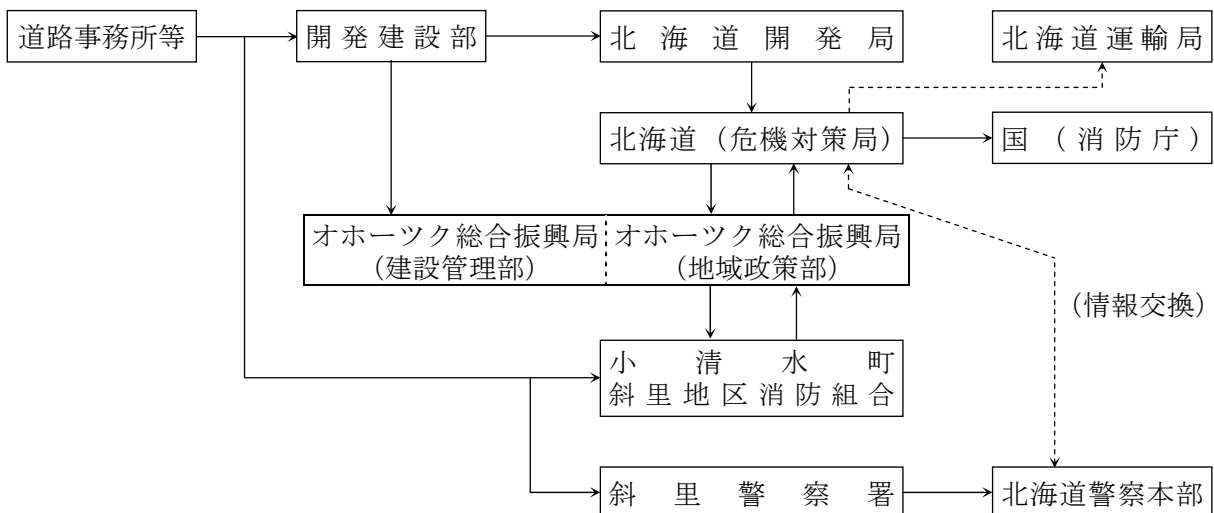 道路事務所等
開発建設部
北海道開発局
北海道運輸局
北海道（危機対策局）
国（消防庁）
オホーツク総合振興局
（建設管理部）
オホーツク総合振興局
（地域政策部）
（情報交換）
小清水町
斜里地区消防組合
斜里警察署
北海道警察本部